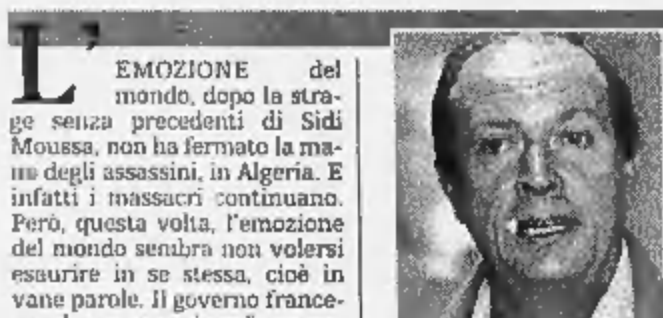 L'EMOZIONE del
mondo, dopo la stra-
ge senza precedenti di Sidi
Moussa, non ha fermato la ma-
no degli assassini, in Algeria. E
infatti i massacri continuano.
Però, questa volta, l'emozione
del mondo sembra non volersi
esaurire in se stessa, cioè in
vane parole. Il governo france-